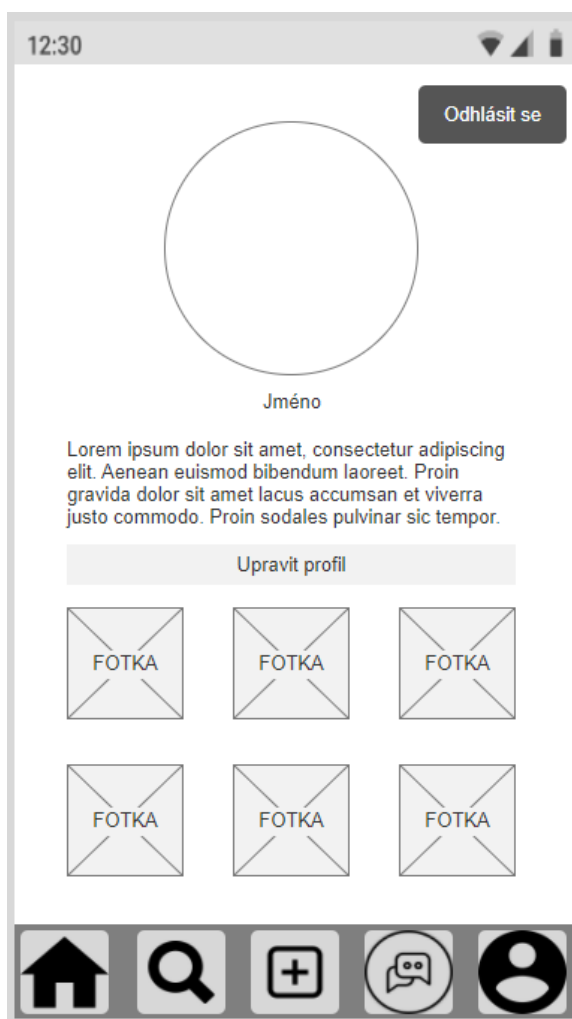 12:30
Odhlásit se
Jméno
Lorem ipsum dolor sit amet, consectetur adipiscing
elit. Aenean euismod bibendum laoreet. Proin
gravida dolor sit amet lacus accumsan et viverra
justo commodo. Proin sodales pulvinar sic tempor.
Upravit profil
FOTKA FOTKA FOTKA
FOTKA FOTKA FOTKA